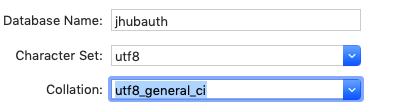 Database Name: jhubauth
Character Set: utf8
Collation: utf8_general_ci